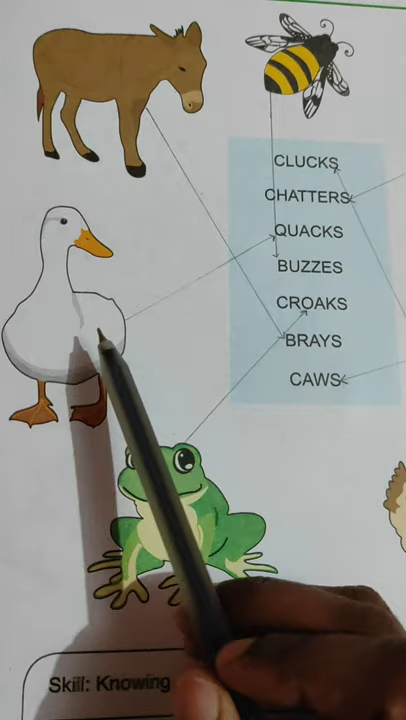 CLUCKS
CHATTERS
QUACKS
BUZZES
CROAKS
BRAYS
CAWS
Skill: Knowing